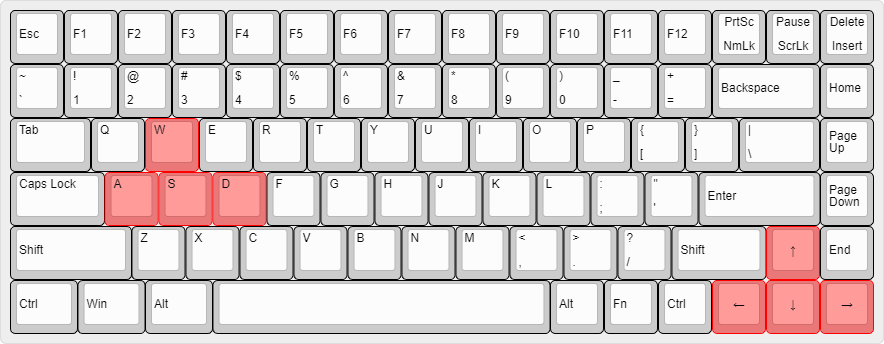 Esc F1 F2 F3 F4 F5 F6 F7 F8 F9 F10 F11 F12 PrtSc Pause Delete
NmLk ScrLk Insert
~ ! @ # $ % ^ & * ( ) _ + Backspace Home
` 1 2 3 4 5 6 7 8 9 0 - =
Tab Q W E R T Y U I O P { } | Page
[ ] \ Up
Caps Lock A S D F G H J K L : " Enter Page
; ' Down
Shift Z X C V B N M < > ? Shift ↑ End
, . /
Ctrl Win Alt Alt Fn Ctrl ← ↓ →